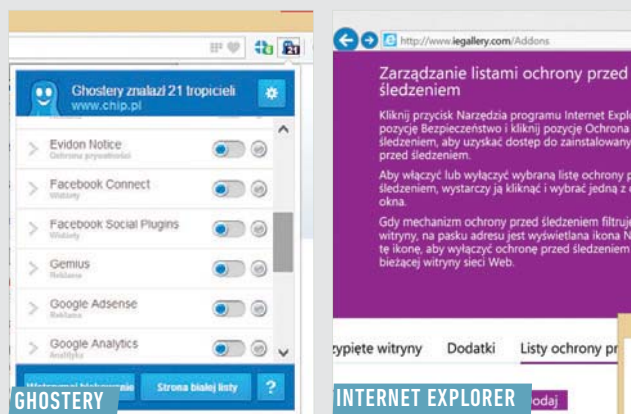 21
Ghostery znalazł 21 tropicieli
www.chip.pl
Evidon Notice
Ochrona prywatności
Facebook Connect
Widżety
Facebook Social Plugins
Widżety
Gemius
Reklama
Google Adsense
Reklama
Google Analytics
Analityka
Strona białej listy
?
GHOSTERY
http://www.iegallery.com/Addons
Zarządzanie listami ochrony przed
śledzeniem
Kliknij przycisk Narzędzia programu Internet Explo
pozycję Bezpieczeństwo i kliknij pozycję Ochrona
śledzeniem, aby uzyskać dostęp do zainstalowany
przed śledzeniem.
Aby włączyć lub wyłączyć wybraną listę ochrony p
śledzeniem, wystarczy ją kliknąć i wybrać jedną z
okna.
Gdy mechanizm ochrony przed śledzeniem filtruje
witryny, na pasku adresu jest wyświetlana ikona N
tę ikonę, aby wyłączyć ochronę przed śledzeniem
bieżącej witryny sieci Web.
zypięte witryny Dodatki Listy ochrony pr
odaj
INTERNET EXPLORER